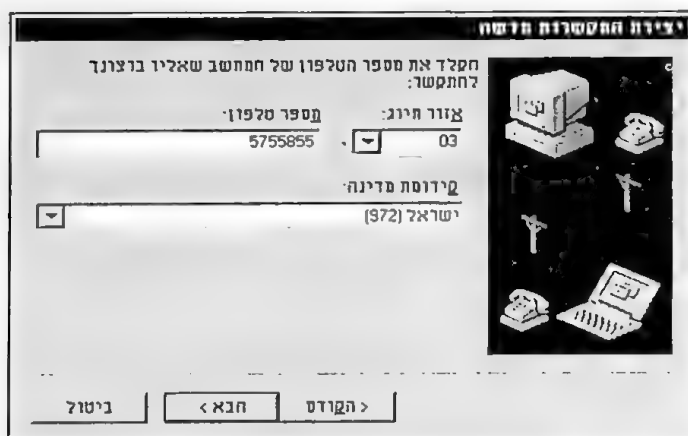 יצירת התקשרות חדשה
הקלד את מספר הטלפון של המחשב שאליו ברצונך
להתקשר:
אזור חיוג: מספר טלפון:
03 5755855
קידומת מדינה:
ישראל (972)
< הקודם הבא > ביטול